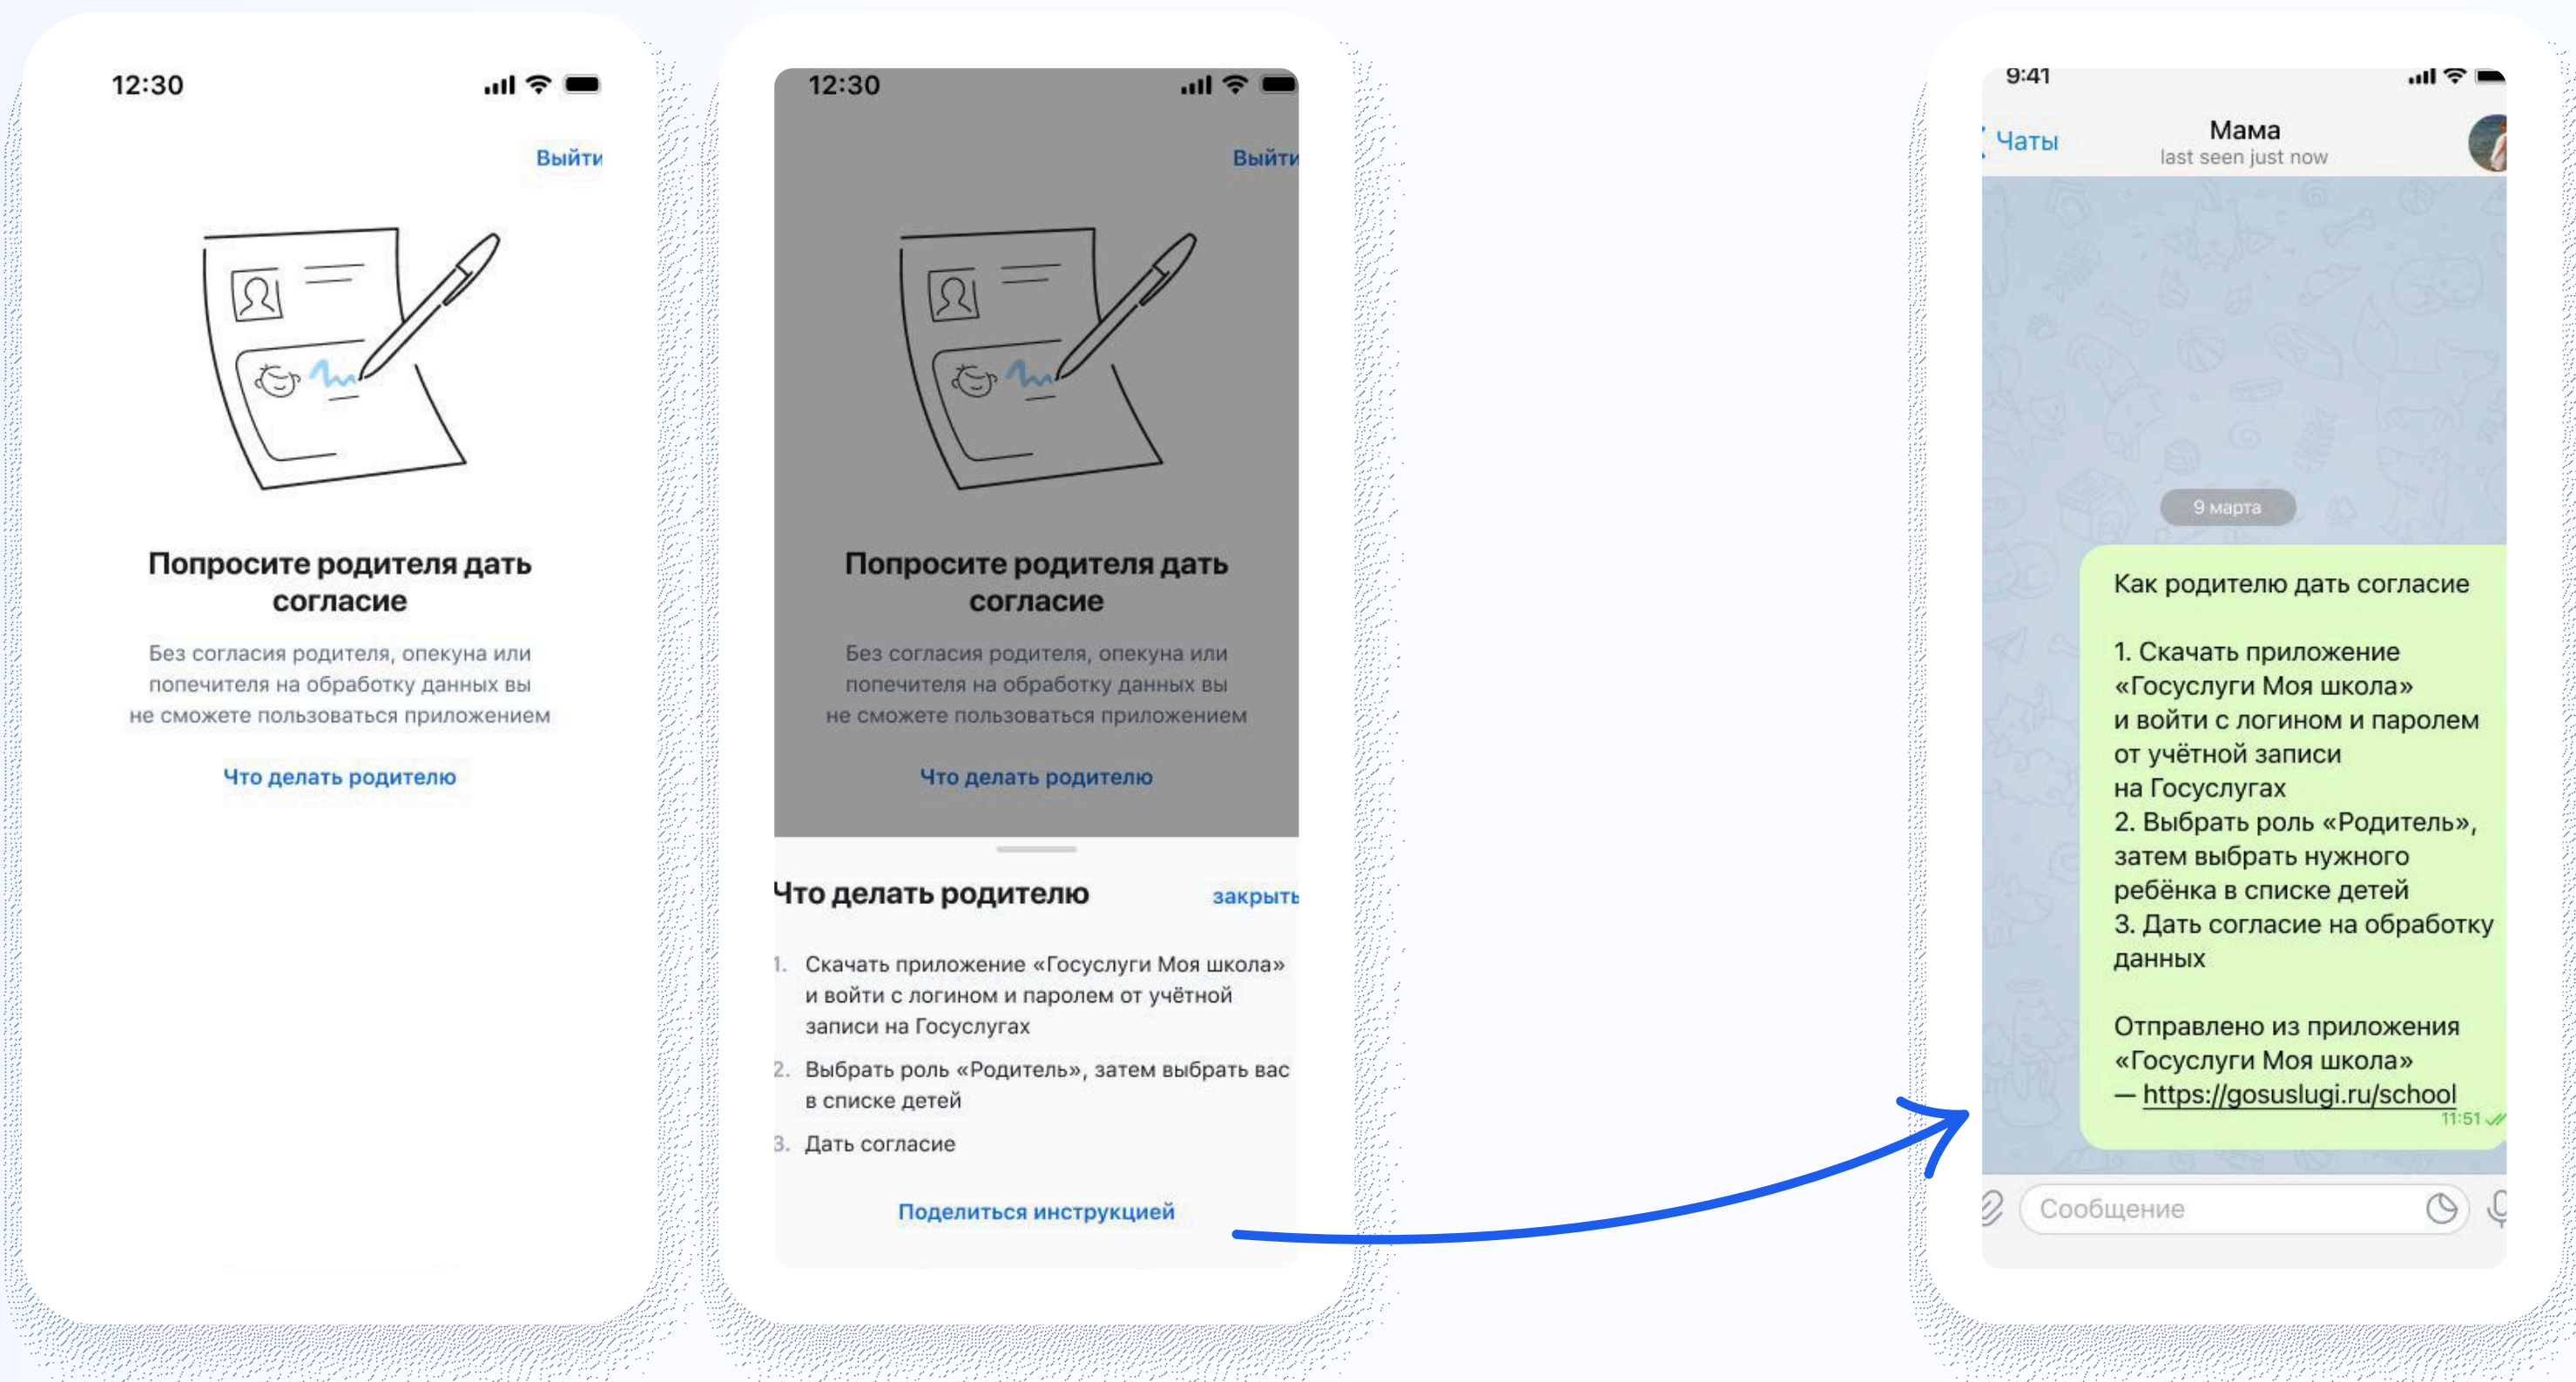 12:30
Выйти
Попросите родителя дать
согласие
Без согласия родителя, опекуна или
попечителя на обработку данных вы
не сможете пользоваться приложением
Что делать родителю
12:30
Выйти
Попросите родителя дать
согласие
Без согласия родителя, опекуна или
попечителя на обработку данных вы
не сможете пользоваться приложением
Что делать родителю
Что делать родителю
закрыть
1. Скачать приложение «Госуслуги Моя школа»
и войти с логином и паролем от учётной
записи на Госуслугах
2. Выбрать роль «Родитель», затем выбрать вас
в списке детей
3. Дать согласие
Поделиться инструкцией
9:41
Чаты
Мама
last seen just now
9 марта
Как родителю дать согласие
1. Скачать приложение
«Госуслуги Моя школа»
и войти с логином и паролем
от учётной записи
на Госуслугах
2. Выбрать роль «Родитель»,
затем выбрать нужного
ребёнка в списке детей
3. Дать согласие на обработку
данных
Отправлено из приложения
«Госуслуги Моя школа»
— https://gosuslugi.ru/school
11:51
Сообщение